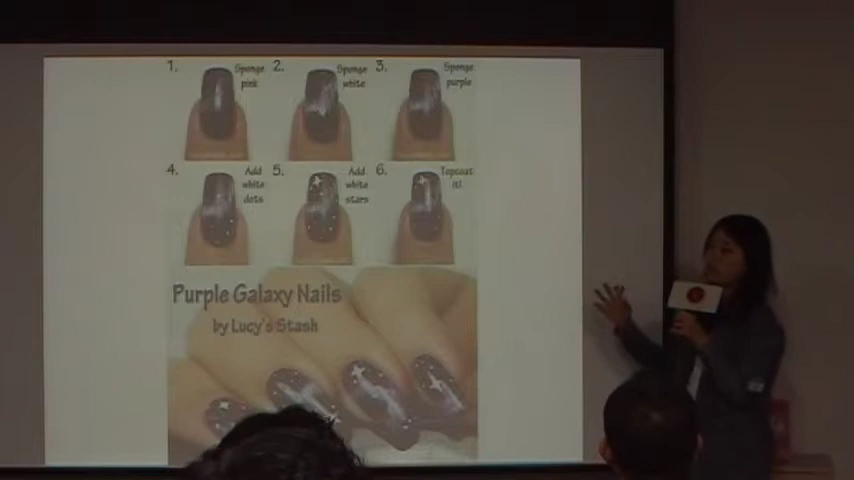 1.
Sponge
pink
2.
Sponge
white
3.
Sponge
purple
4.
Add
white
dots
5.
Add
white
stars
6.
Topcoat
it!
Purple Galaxy Nails
by Lucy's Stash